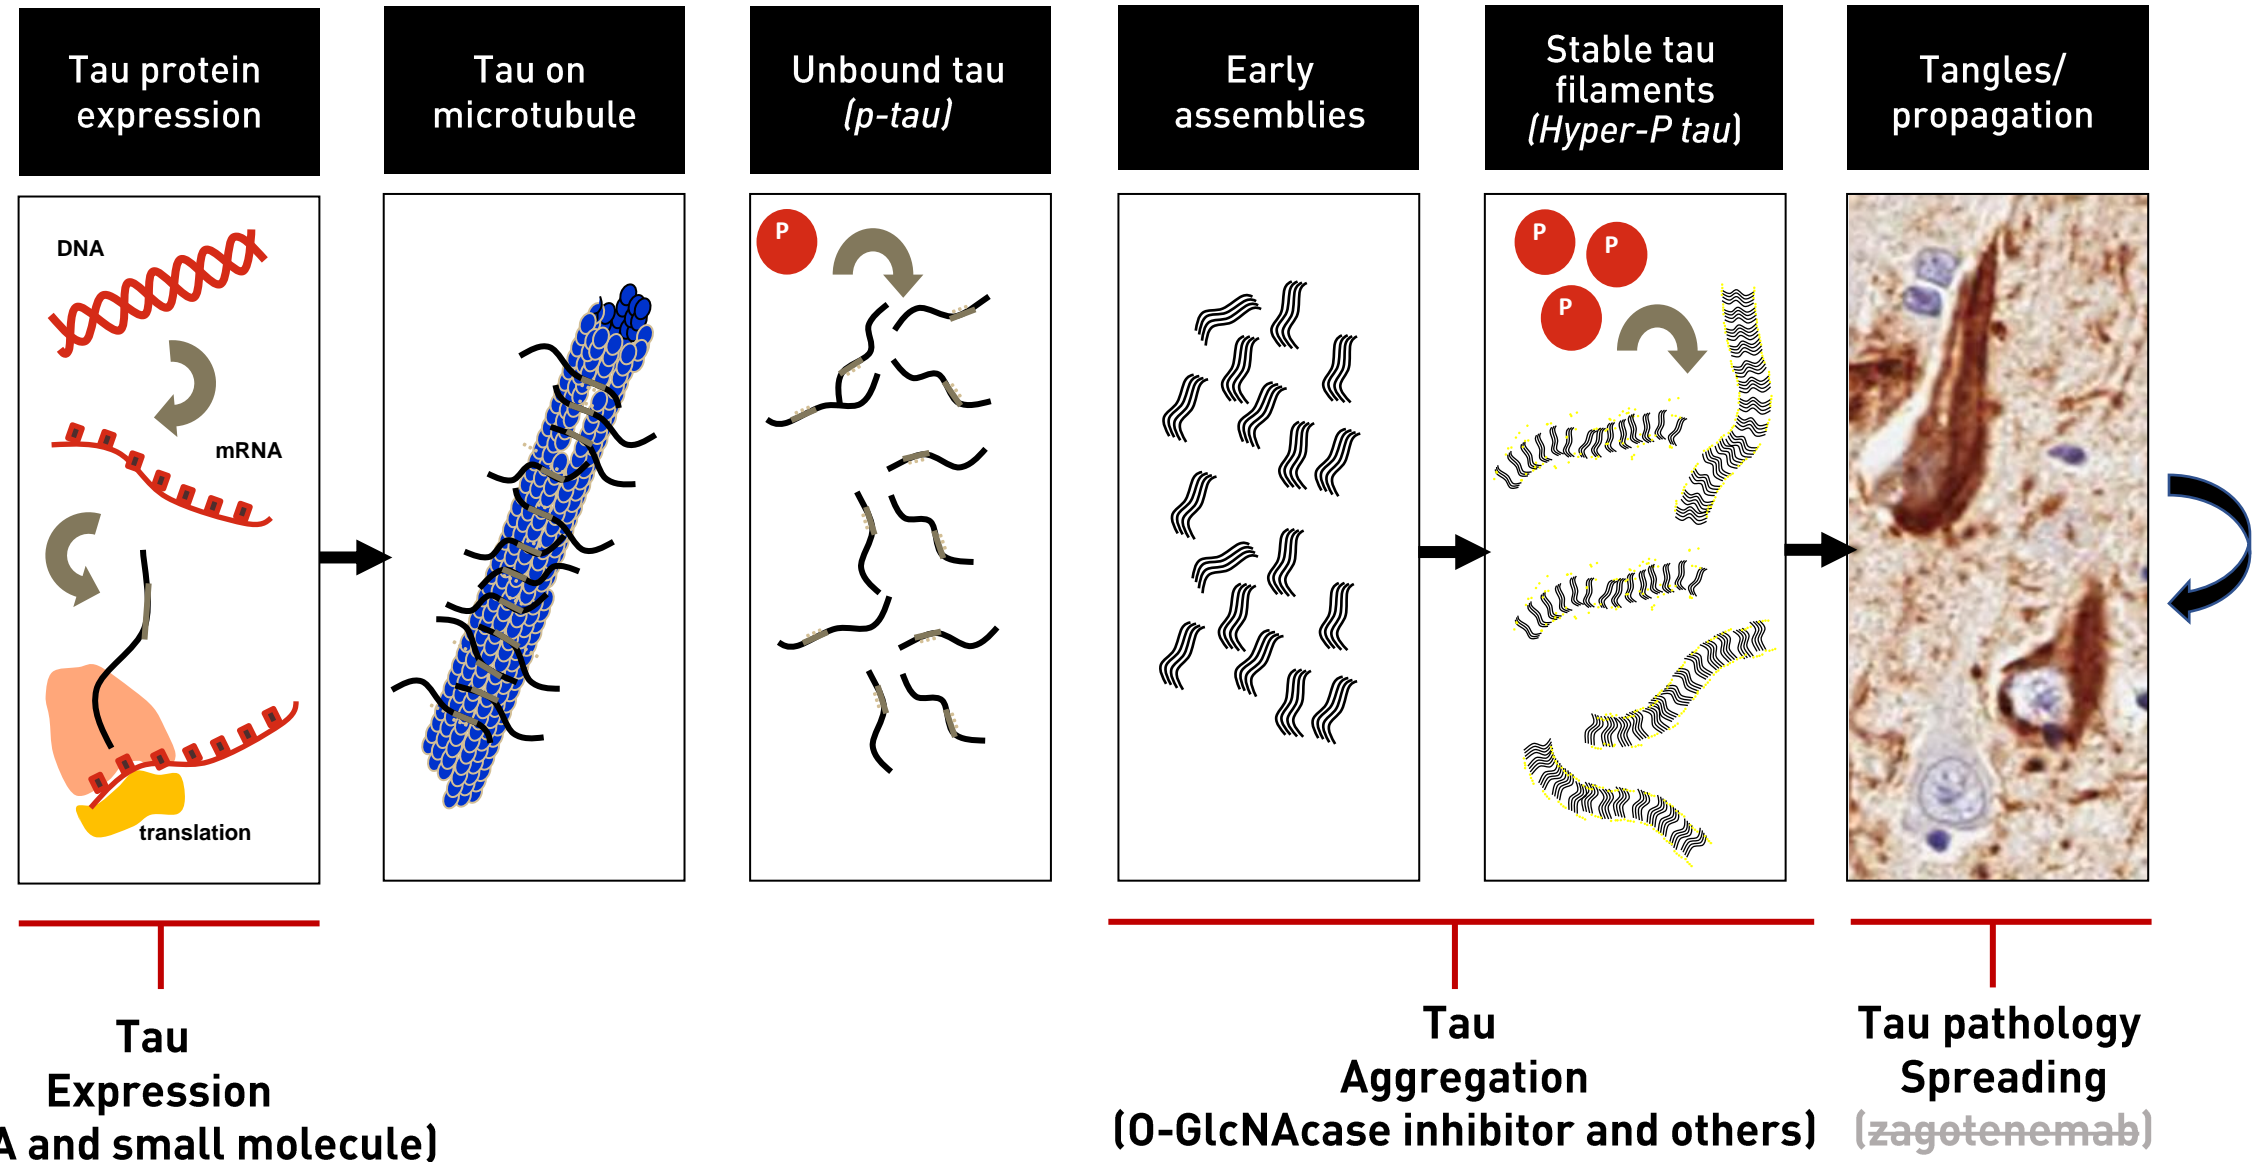 Tau protein
expression
Tau on
microtubule
Unbound tau
(p-tau)
Early
assemblies
Stable tau
filaments
(Hyper-P tau)
Tangles/
propagation
DNA
mRNA
translation
P
P
P
P
Tau
Expression
A and small molecule)
Tau
Aggregation
(O-GlcNAcase inhibitor and others)
Tau pathology
Spreading
(zagotenemab)